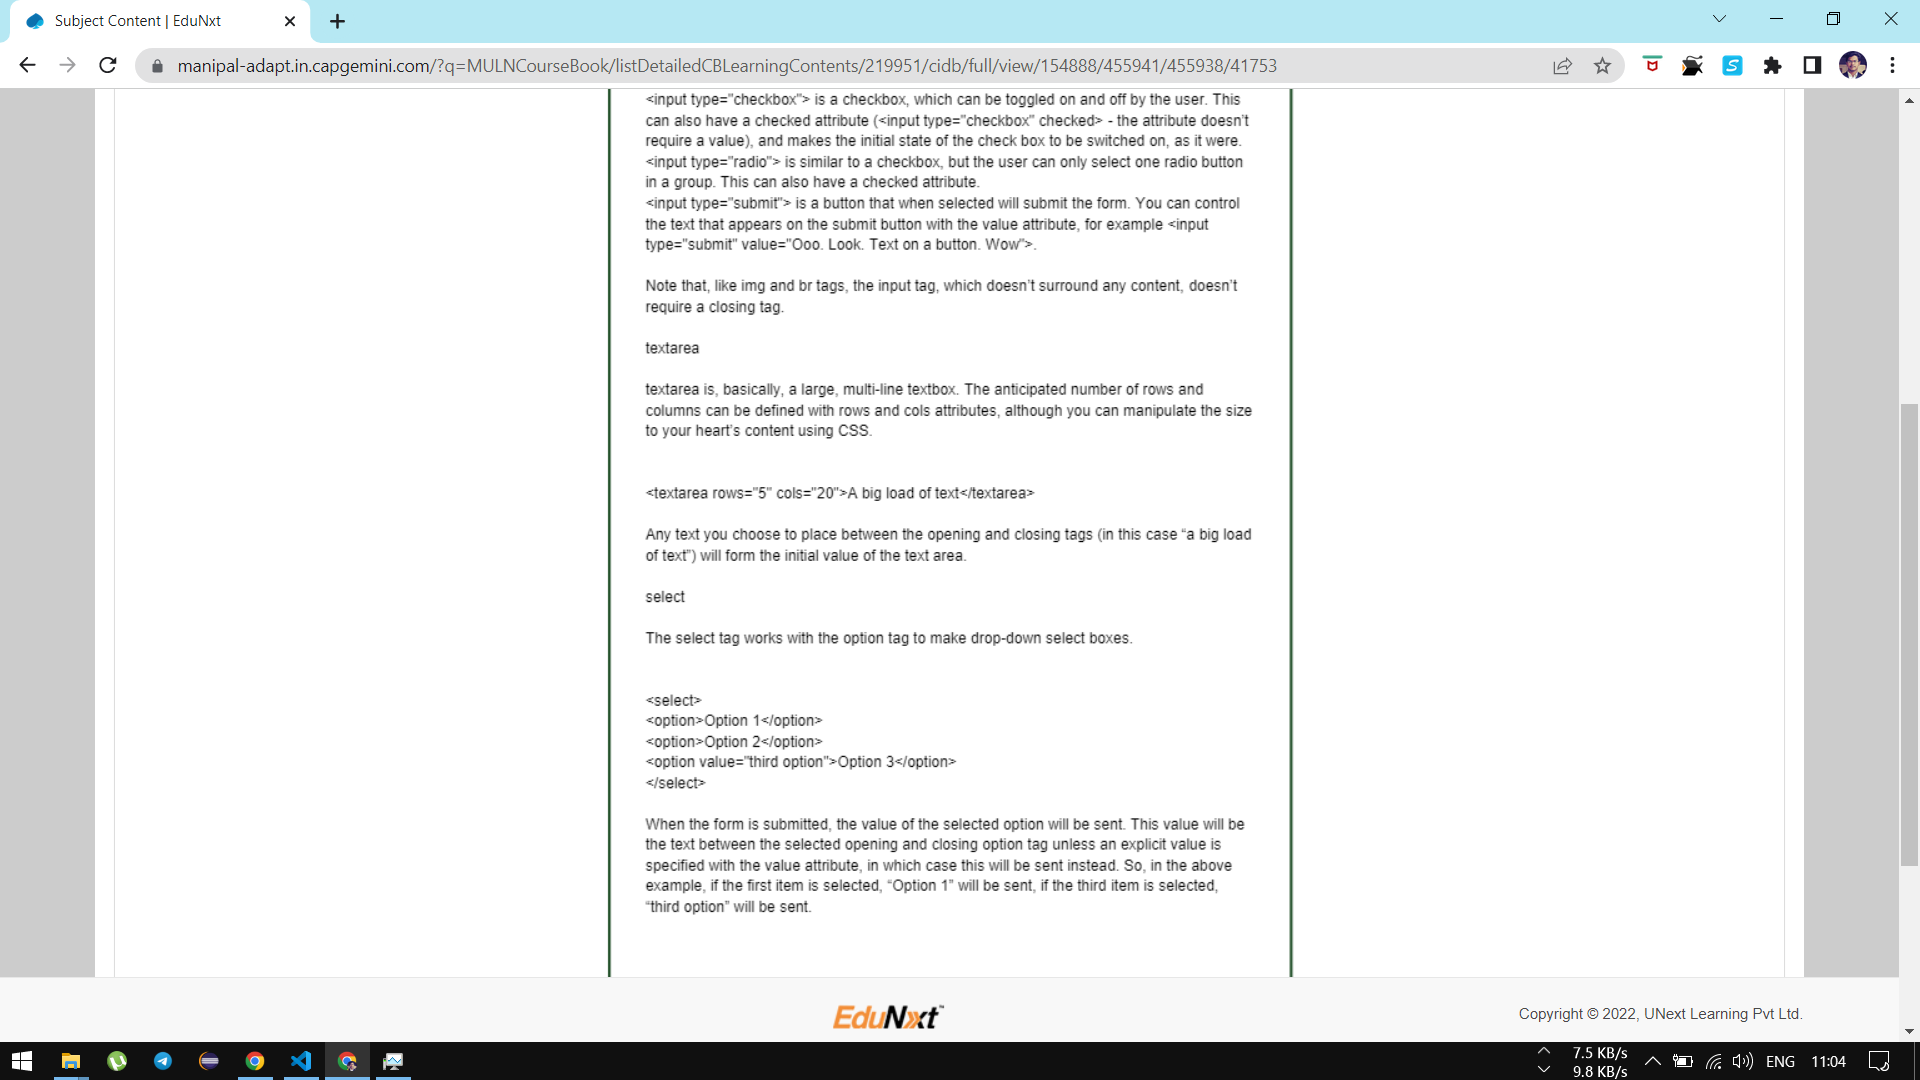 Subject Content | EduNxt
manipal-adapt.in.capgemini.com/?q=MULNCourseBook/listDetailedCBLearningContents/219951/cidb/full/view/154888/455941/455938/41753
<input type="checkbox"> is a checkbox, which can be toggled on and off by the user. This
can also have a checked attribute (<input type="checkbox" checked> - the attribute doesn't
require a value), and makes the initial state of the check box to be switched on, as it were.
<input type="radio"> is similar to a checkbox, but the user can only select one radio button
in a group. This can also have a checked attribute.
<input type="submit"> is a button that when selected will submit the form. You can control
the text that appears on the submit button with the value attribute, for example <input
type="submit" value="Ooo. Look. Text on a button. Wow">.
Note that, like img and br tags, the input tag, which doesn't surround any content, doesn't
require a closing tag.
textarea
textarea is, basically, a large, multi-line textbox. The anticipated number of rows and
columns can be defined with rows and cols attributes, although you can manipulate the size
to your heart's content using CSS.
<textarea rows="5" cols="20">A big load of text</textarea>
Any text you choose to place between the opening and closing tags (in this case “a big load
of text”) will form the initial value of the text area.
select
The select tag works with the option tag to make drop-down select boxes.
<select>
<option>Option 1</option>
<option>Option 2</option>
<option value="third option">Option 3</option>
</select>
When the form is submitted, the value of the selected option will be sent. This value will be
the text between the selected opening and closing option tag unless an explicit value is
specified with the value attribute, in which case this will be sent instead. So, in the above
example, if the first item is selected, “Option 1” will be sent, if the third item is selected,
“third option” will be sent.
EduNxt™
Copyright © 2022, UNext Learning Pvt Ltd.
7.5 KB/s
9.8 KB/s
ENG
11:04